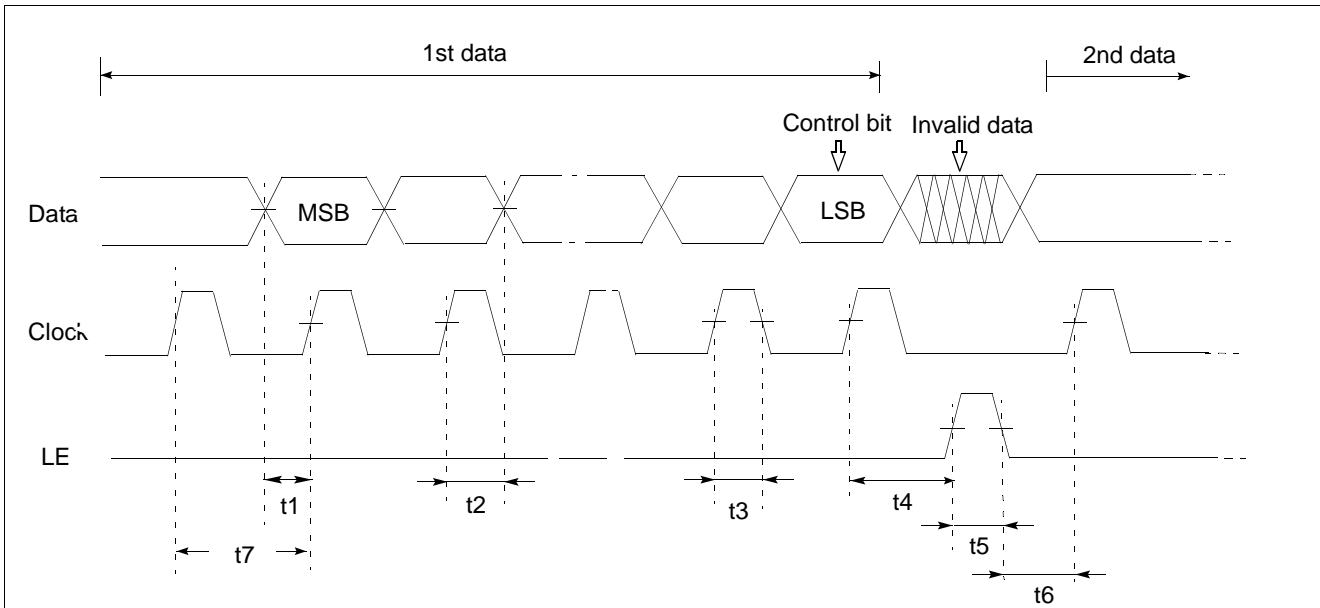 1st data
2nd data
Control bit
Invalid data
Data
MSB
LSB
Clock
LE
t1
t2
t3
t4
t5
t7
t6